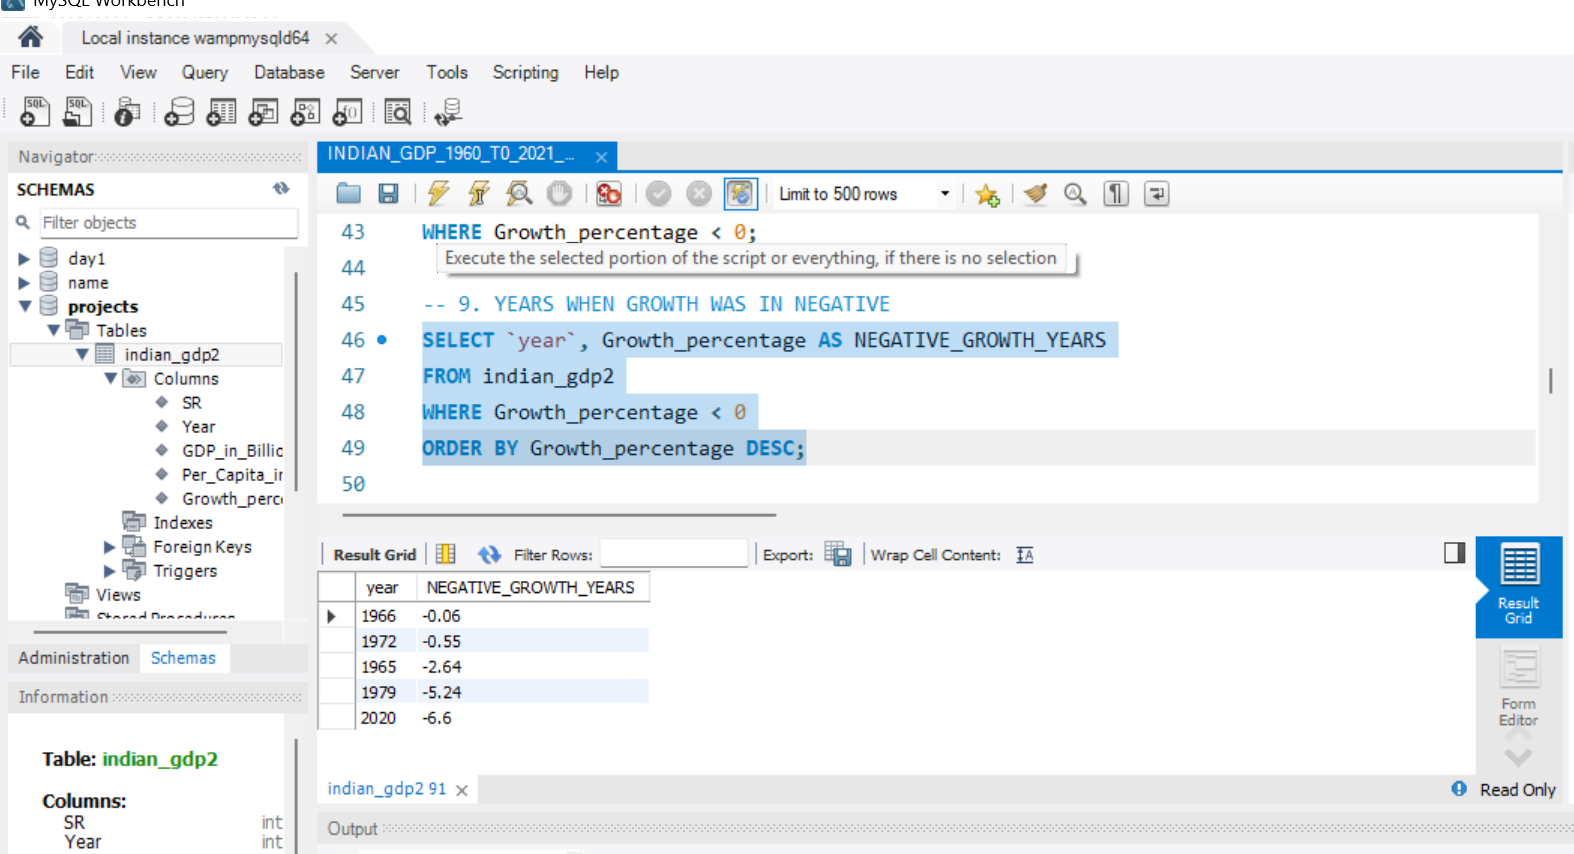 MySQL Workbench
Local instance wampmysqld64
File Edit View Query Database Server Tools Scripting Help
Navigator
SCHEMAS
Filter objects
day1
name
projects
Tables
indian_gdp2
Columns
SR
Year
GDP_in_Billic
Per_Capita_ir
Growth_perce
Indexes
Foreign Keys
Triggers
Views
Stored Procedures
Administration Schemas
Information
Table: indian_gdp2
Columns:
SR int
Year int
INDIAN_GDP_1960_T0_2021_...
Limit to 500 rows
43 WHERE Growth_percentage < 0;
Execute the selected portion of the script or everything, if there is no selection
44
45 -- 9. YEARS WHEN GROWTH WAS IN NEGATIVE
46 SELECT `year`, Growth_percentage AS NEGATIVE_GROWTH_YEARS
47 FROM indian_gdp2
48 WHERE Growth_percentage < 0
49 ORDER BY Growth_percentage DESC;
50
Result Grid Filter Rows: Export: Wrap Cell Content:
year NEGATIVE_GROWTH_YEARS
1966 -0.06
1972 -0.55
1965 -2.64
1979 -5.24
2020 -6.6
Result
Grid
Form
Editor
indian_gdp2 91
Read Only
Output